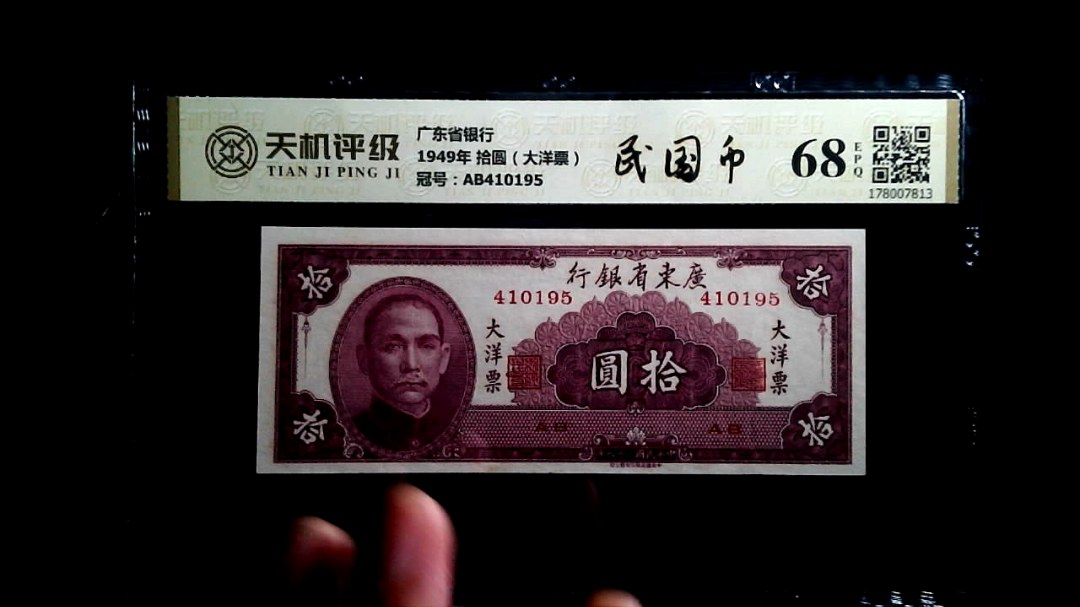 天机评级
TIAN JI PING JI
广东省银行
1949年 拾圆（大洋票）
冠号：AB410195
民国币
68
EPQ
178007813
行銀省東廣
410195 410195
拾
拾
大洋票
圓拾
大洋票
AB AB
拾
拾